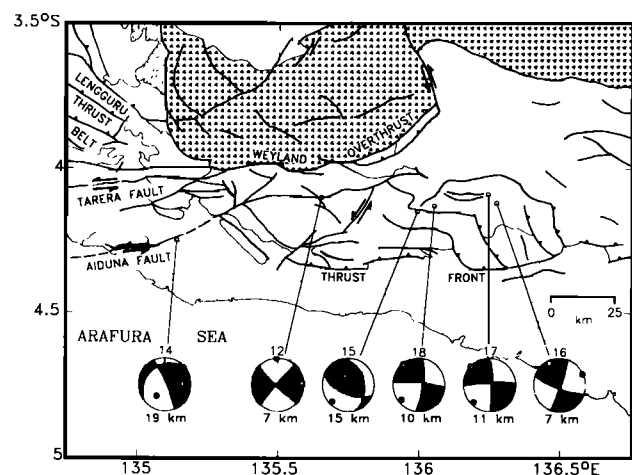 3.5°S
LENGGURU
THRUST
BELT
WEYLAND
OVERTHRUST
4
TARERA FAULT
AIDUNA FAULT
THRUST
FRONT
0 25
km
4.5
ARAFURA SEA
14
12
15
18
17
16
19 km
7 km
15 km
10 km
11 km
7 km
5
135
135.5
136
136.5°E